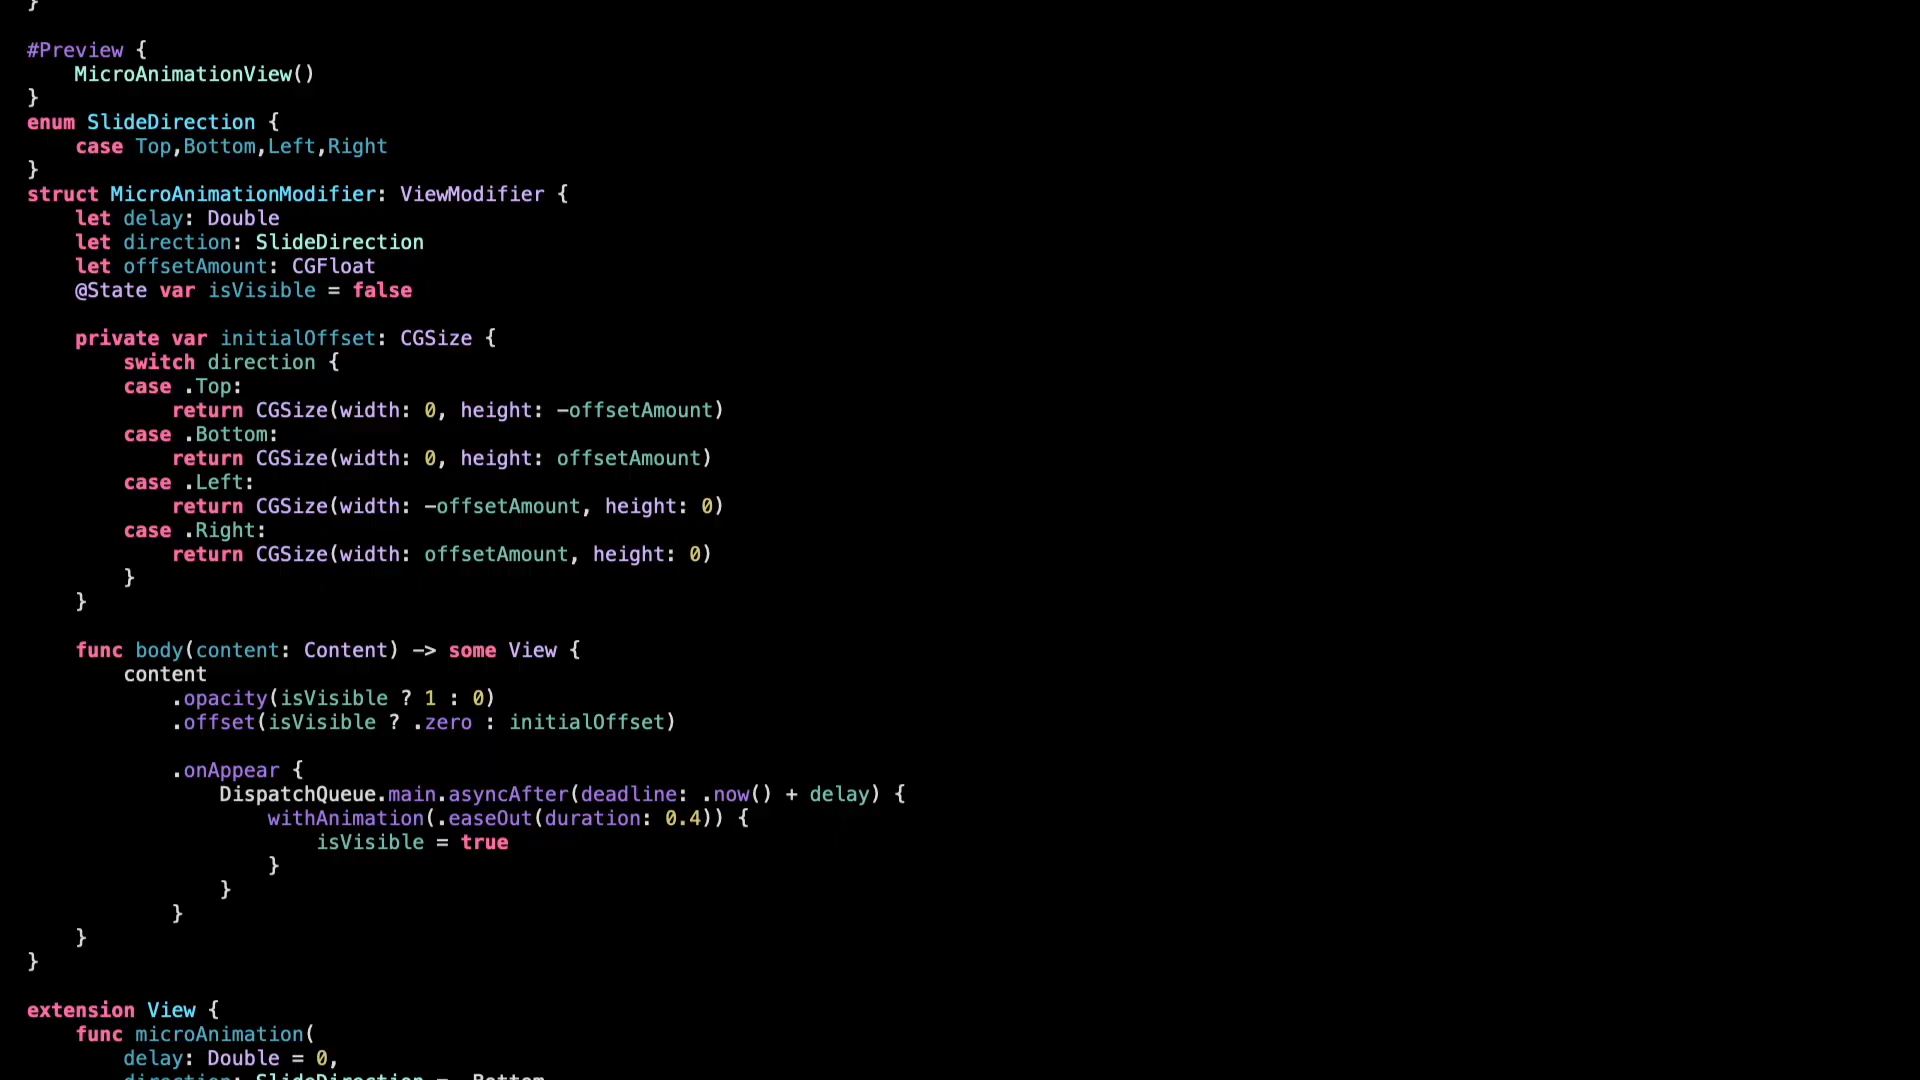 }
#Preview {
    MicroAnimationView()
}
enum SlideDirection {
    case Top,Bottom,Left,Right
}
struct MicroAnimationModifier: ViewModifier {
    let delay: Double
    let direction: SlideDirection
    let offsetAmount: CGFloat
    @State var isVisible = false

    private var initialOffset: CGSize {
        switch direction {
        case .Top:
            return CGSize(width: 0, height: -offsetAmount)
        case .Bottom:
            return CGSize(width: 0, height: offsetAmount)
        case .Left:
            return CGSize(width: -offsetAmount, height: 0)
        case .Right:
            return CGSize(width: offsetAmount, height: 0)
        }
    }

    func body(content: Content) -> some View {
        content
            .opacity(isVisible ? 1 : 0)
            .offset(isVisible ? .zero : initialOffset)

            .onAppear {
                DispatchQueue.main.asyncAfter(deadline: .now() + delay) {
                    withAnimation(.easeOut(duration: 0.4)) {
                        isVisible = true
                    }
                }
            }
    }
}

extension View {
    func microAnimation(
        delay: Double = 0,
        direction: SlideDirection = .Bottom